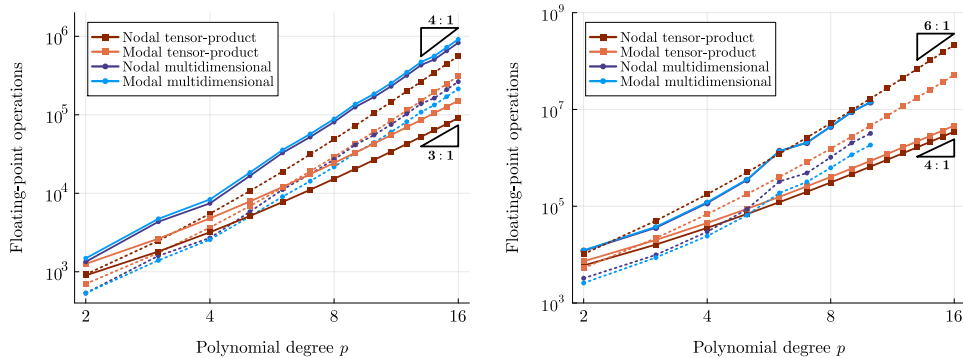 4 : 1
10^6
Nodal tensor-product
Modal tensor-product
Nodal multidimensional
Modal multidimensional
10^5
10^4
3 : 1
10^3
2
4
8
16
Floating-point operations
Polynomial degree p
10^9
6 : 1
Nodal tensor-product
Modal tensor-product
Nodal multidimensional
Modal multidimensional
10^7
10^5
4 : 1
10^3
2
4
8
16
Floating-point operations
Polynomial degree p